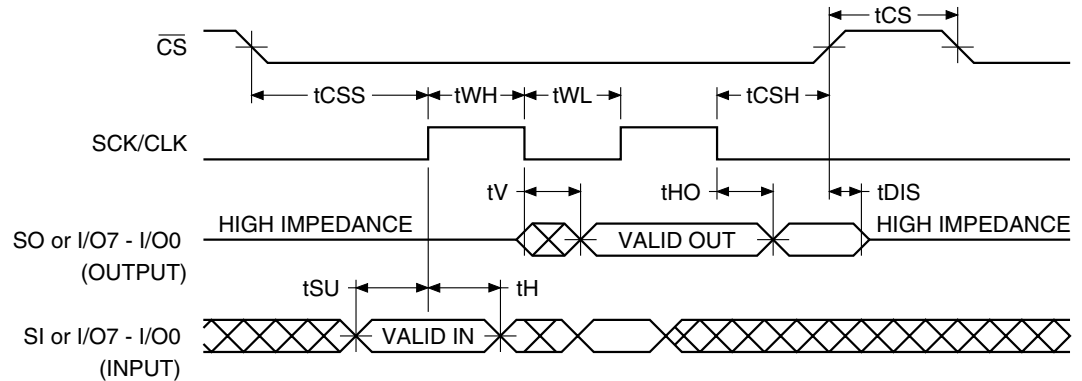 tCS
C̅S̅
tCSS
tWH
tWL
tCSH
SCK/CLK
tV
tHO
tDIS
HIGH IMPEDANCE
VALID OUT
HIGH IMPEDANCE
SO or I/O7 - I/O0
(OUTPUT)
tSU
tH
SI or I/O7 - I/O0
VALID IN
(INPUT)